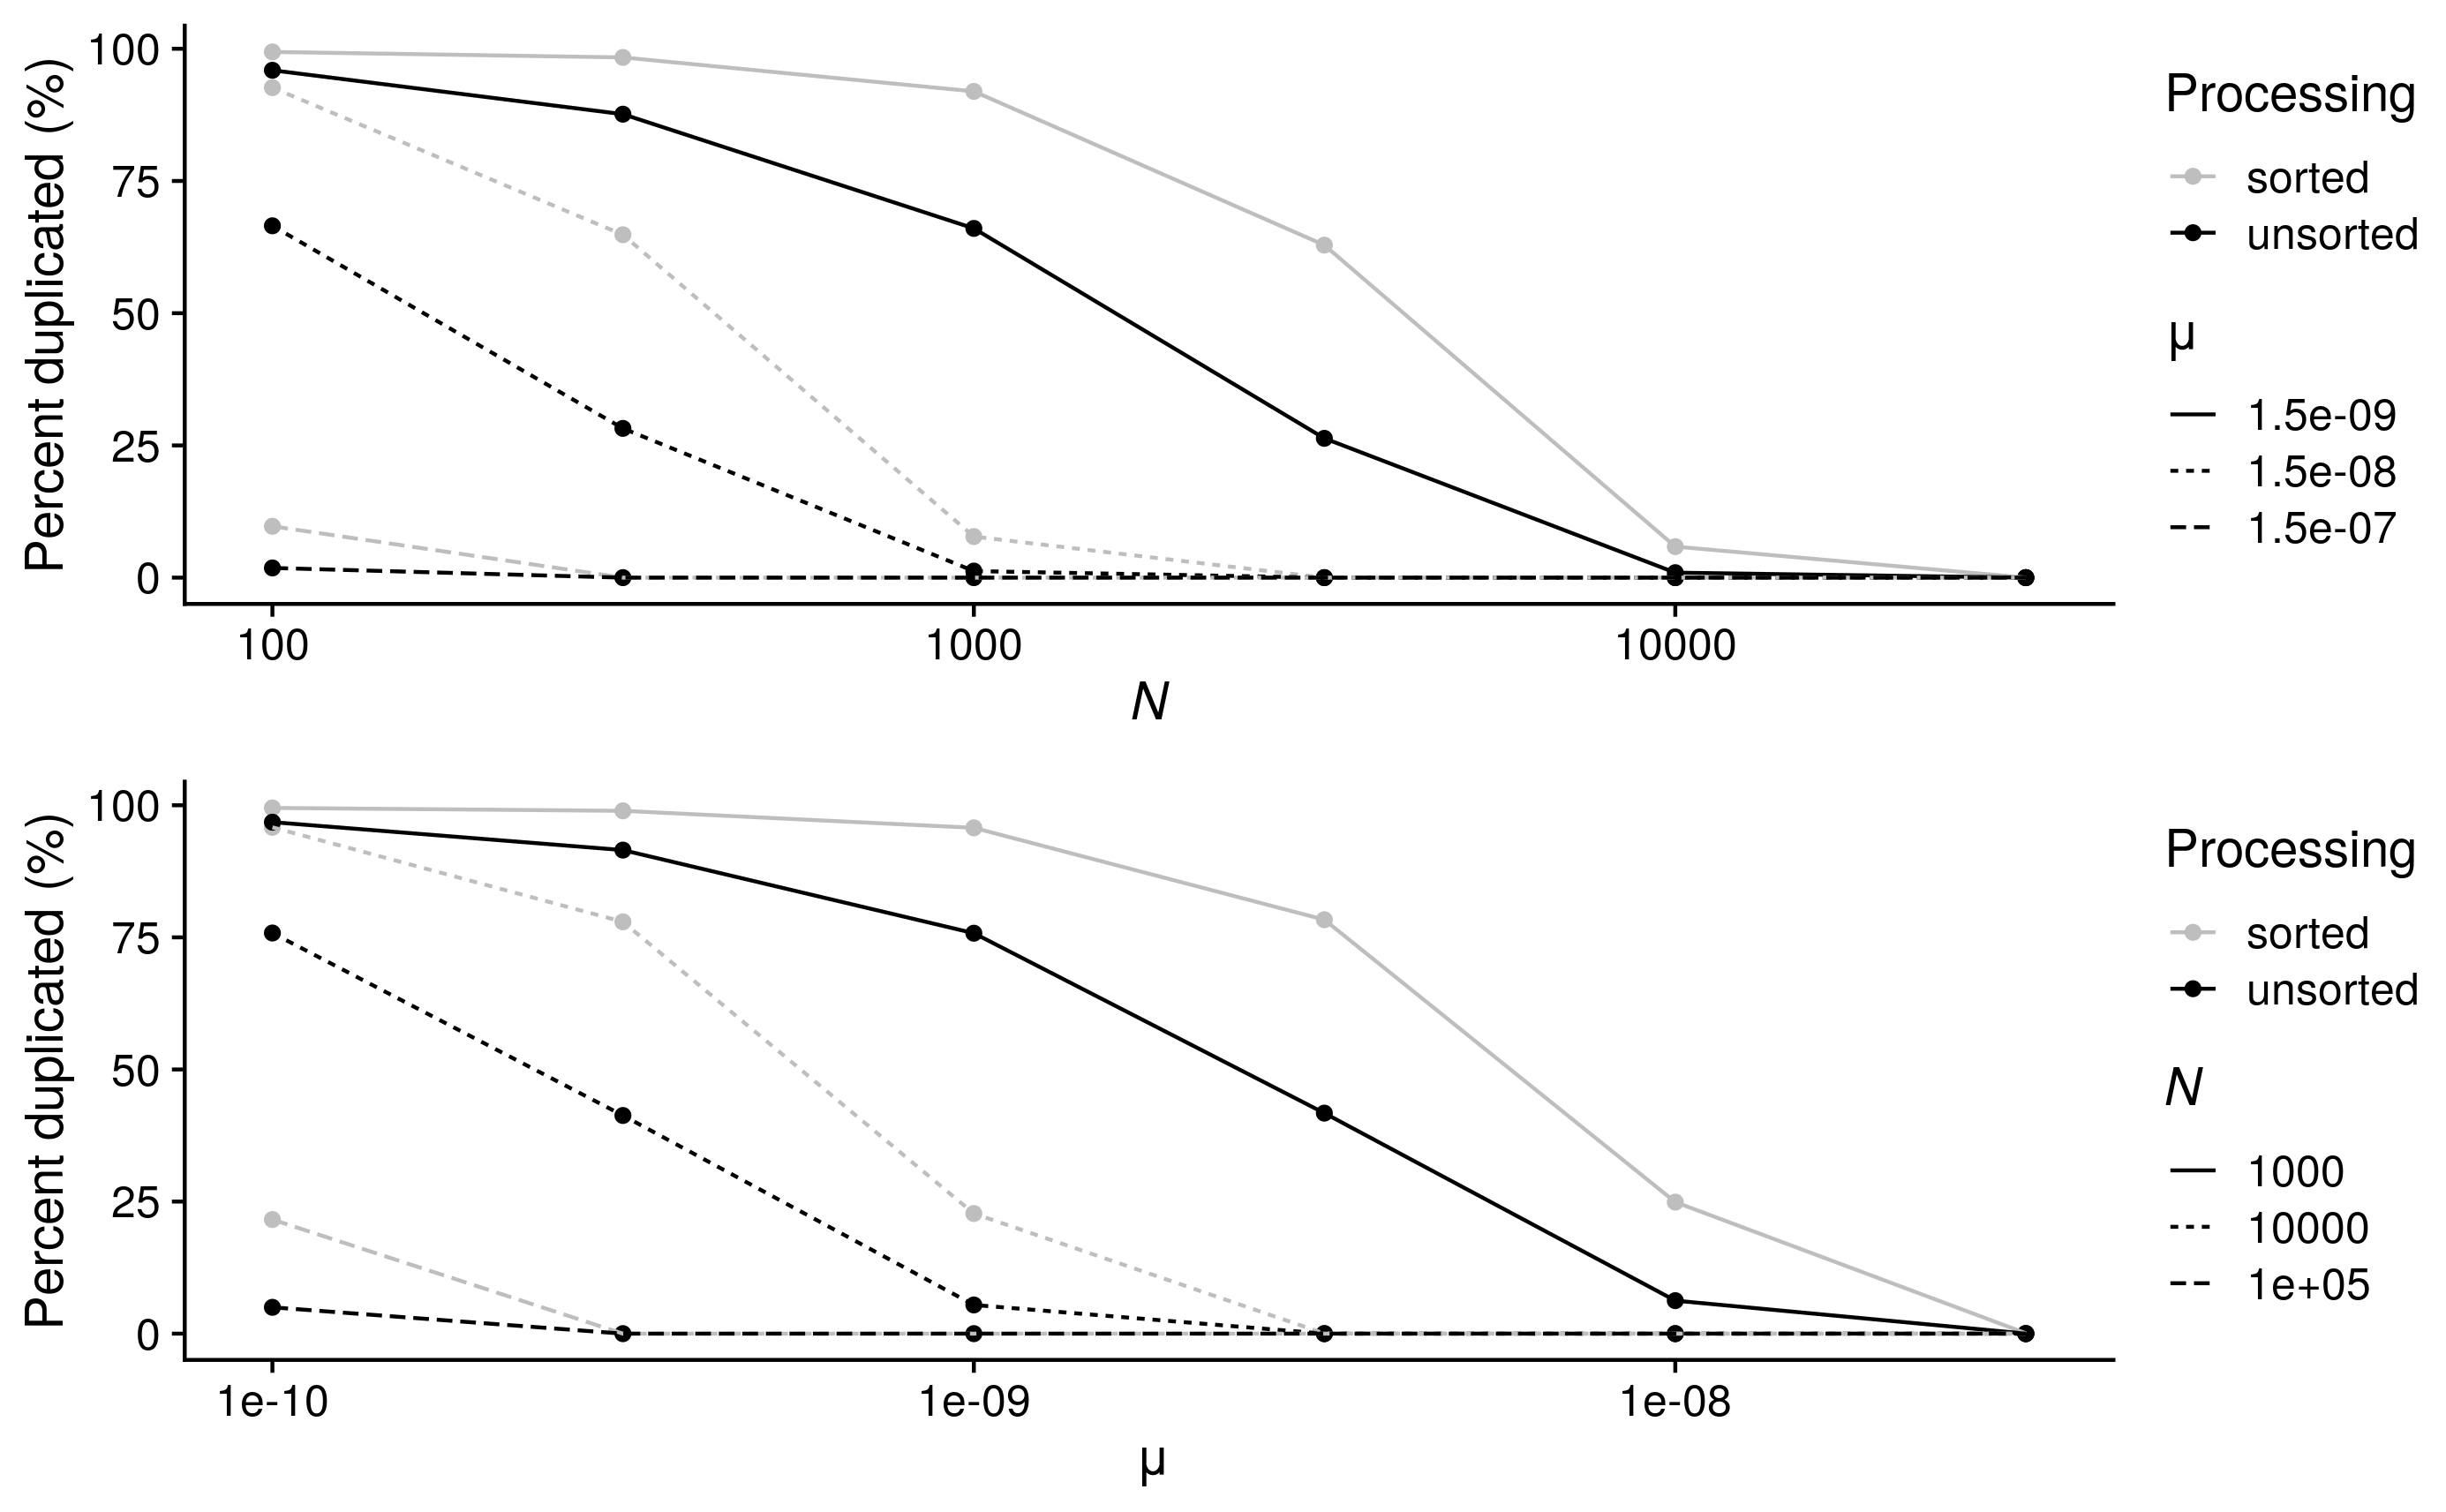 Percent duplicated (%)
100
75
50
25
0
100
1000
10000
N
Processing
sorted
unsorted
µ
1.5e-09
1.5e-08
1.5e-07
Percent duplicated (%)
100
75
50
25
0
1e-10
1e-09
1e-08
µ
Processing
sorted
unsorted
N
1000
10000
1e+05